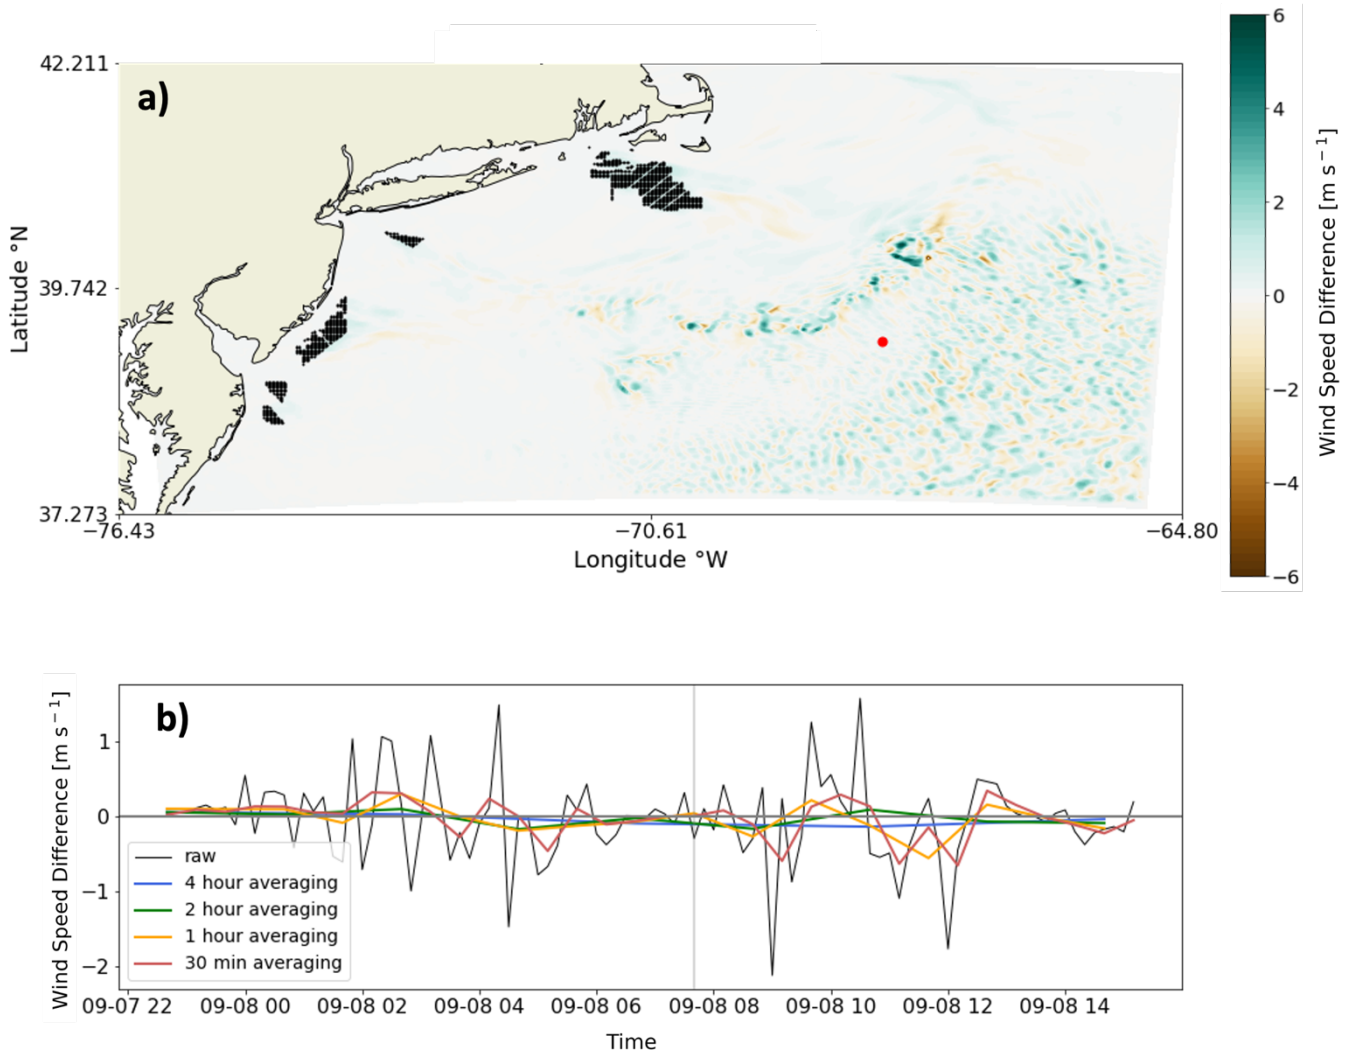 a)
42.211
39.742
37.273
Latitude °N
−76.43
−70.61
−64.80
Longitude °W
6
4
2
0
−2
−4
−6
Wind Speed Difference [m s⁻¹]
b)
1
0
−1
−2
Wind Speed Difference [m s⁻¹]
raw
4 hour averaging
2 hour averaging
1 hour averaging
30 min averaging
09-07 22
09-08 00
09-08 02
09-08 04
09-08 06
09-08 08
09-08 10
09-08 12
09-08 14
Time